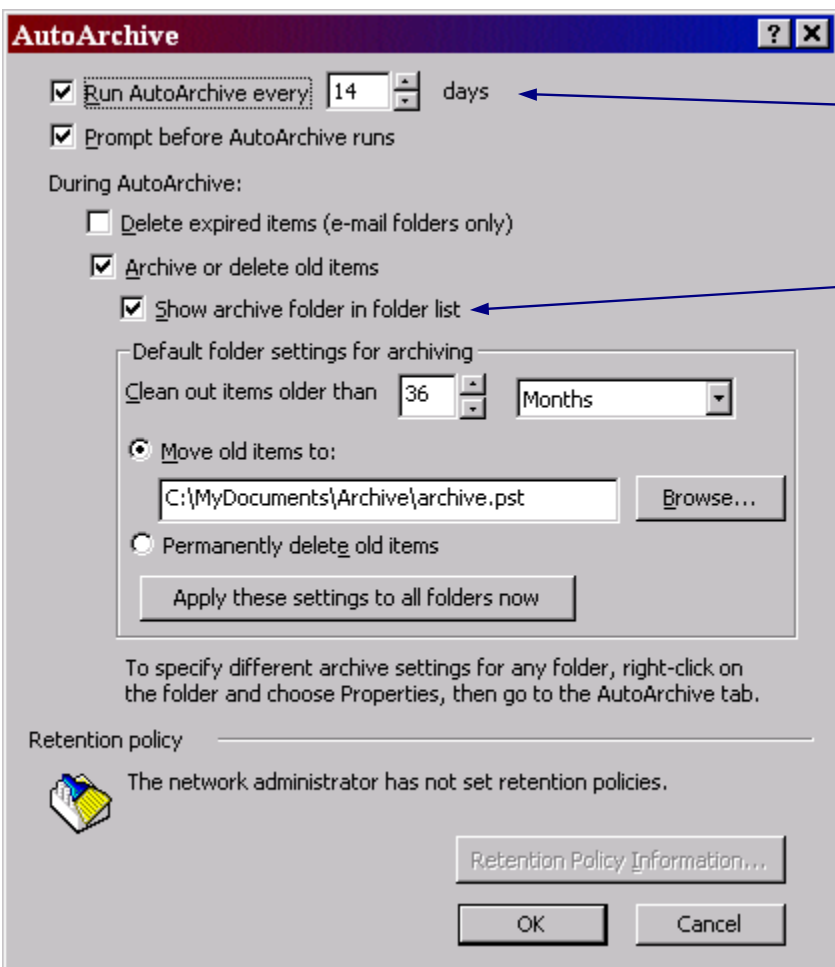 AutoArchive
Run AutoArchive every 14 days
Prompt before AutoArchive runs
During AutoArchive:
Delete expired items (e-mail folders only)
Archive or delete old items
Show archive folder in folder list
Default folder settings for archiving
Clean out items older than 36 Months
Move old items to:
C:\MyDocuments\Archive\archive.pst Browse...
Permanently delete old items
Apply these settings to all folders now
To specify different archive settings for any folder, right-click on
the folder and choose Properties, then go to the AutoArchive tab.
Retention policy
The network administrator has not set retention policies.
Retention Policy Information...
OK Cancel